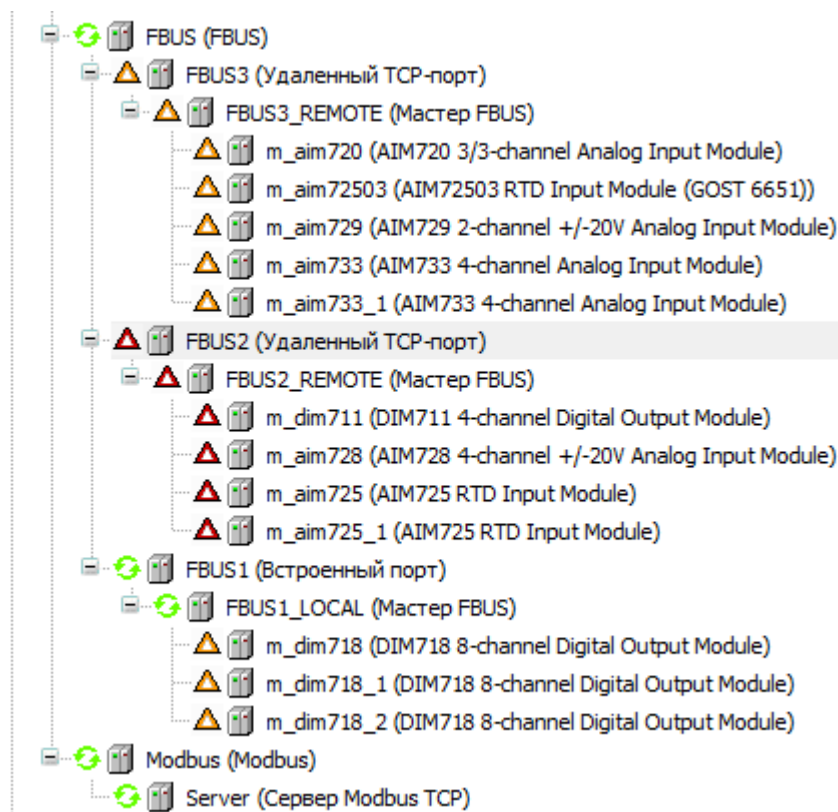 FBUS (FBUS)
FBUS3 (Удаленный TCP-порт)
FBUS3_REMOTE (Мастер FBUS)
m_aim720 (AIM720 3/3-channel Analog Input Module)
m_aim72503 (AIM72503 RTD Input Module (GOST 6651))
m_aim729 (AIM729 2-channel +/-20V Analog Input Module)
m_aim733 (AIM733 4-channel Analog Input Module)
m_aim733_1 (AIM733 4-channel Analog Input Module)
FBUS2 (Удаленный TCP-порт)
FBUS2_REMOTE (Мастер FBUS)
m_dim711 (DIM711 4-channel Digital Output Module)
m_aim728 (AIM728 4-channel +/-20V Analog Input Module)
m_aim725 (AIM725 RTD Input Module)
m_aim725_1 (AIM725 RTD Input Module)
FBUS1 (Встроенный порт)
FBUS1_LOCAL (Мастер FBUS)
m_dim718 (DIM718 8-channel Digital Output Module)
m_dim718_1 (DIM718 8-channel Digital Output Module)
m_dim718_2 (DIM718 8-channel Digital Output Module)
Modbus (Modbus)
Server (Сервер Modbus TCP)